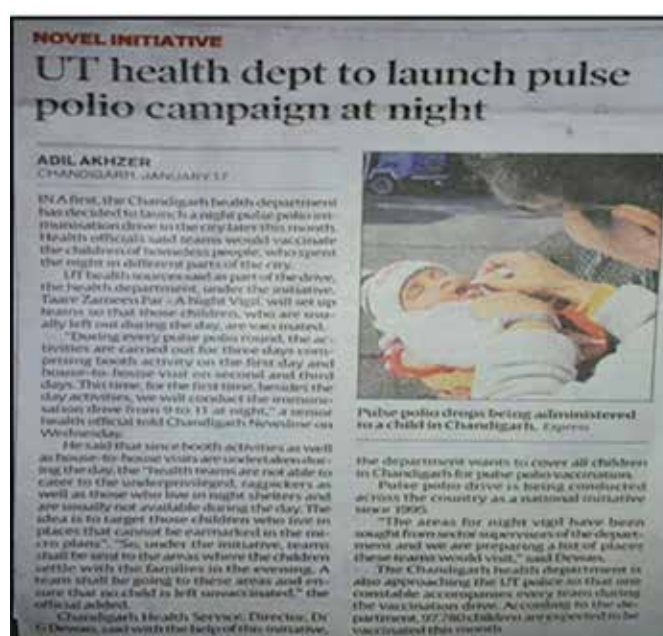 NOVEL INITIATIVE
UT health dept to launch pulse
polio campaign at night
ADIL AKHZER
CHANDIGARH, JANUARY 17
IN A first, the Chandigarh health department
has decided to launch a night pulse polio im-
munisation drive in the city later this month.
Health officials said teams would vaccinate
the children of homeless people, who spent
the night in different parts of the city.
UT health sources said as part of the drive,
the health department, under the initiative,
Taare Zameen Par - A Night Vigil, will set up
teams so that those children, who are usu-
ally left out during the day, are vaccinated.
"During every pulse polio round, the ac-
tivities are carried out for three days com-
prising booth activity on the first day and
house-to-house visit on second and third
days. This time, for the first time, besides the
day activities, we will conduct the immuni-
sation drive from 9 to 11 at night," a senior
health official told Chandigarh Newsline on
Wednesday.
He said that since booth activities as well
as house-to-house visits are undertaken dur-
ing the day, the "health teams are not able to
cater to the underprivileged, ragpickers as
well as those who live in night shelters and
are usually not available during the day. The
idea is to target those children who live in
places that cannot be earmarked in the mi-
cro plans". "So, under the initiative, teams
shall be sent to the areas where the children
settle with the families in the evening. A
team shall be going to these areas and en-
sure that no child is left unvaccinated," the
official added.
Chandigarh Health Service, Director, Dr
G Dewan, said with the help of this initiative,
Pulse polio drops being administered
to a child in Chandigarh. Express
the department wants to cover all children
in Chandigarh for pulse polio vaccination.
Pulse polio drive is being conducted
across the country as a national initiative
since 1995.
"The areas for night vigil have been
sought from sector supervisors of the depart-
ment and we are preparing a list of places
these teams would visit," said Dewan.
The Chandigarh health department is
also approaching the UT police so that one
constable accompanies every team during
the vaccination drive. According to the de-
partment, 97,780 children are expected to be
vaccinated this month.